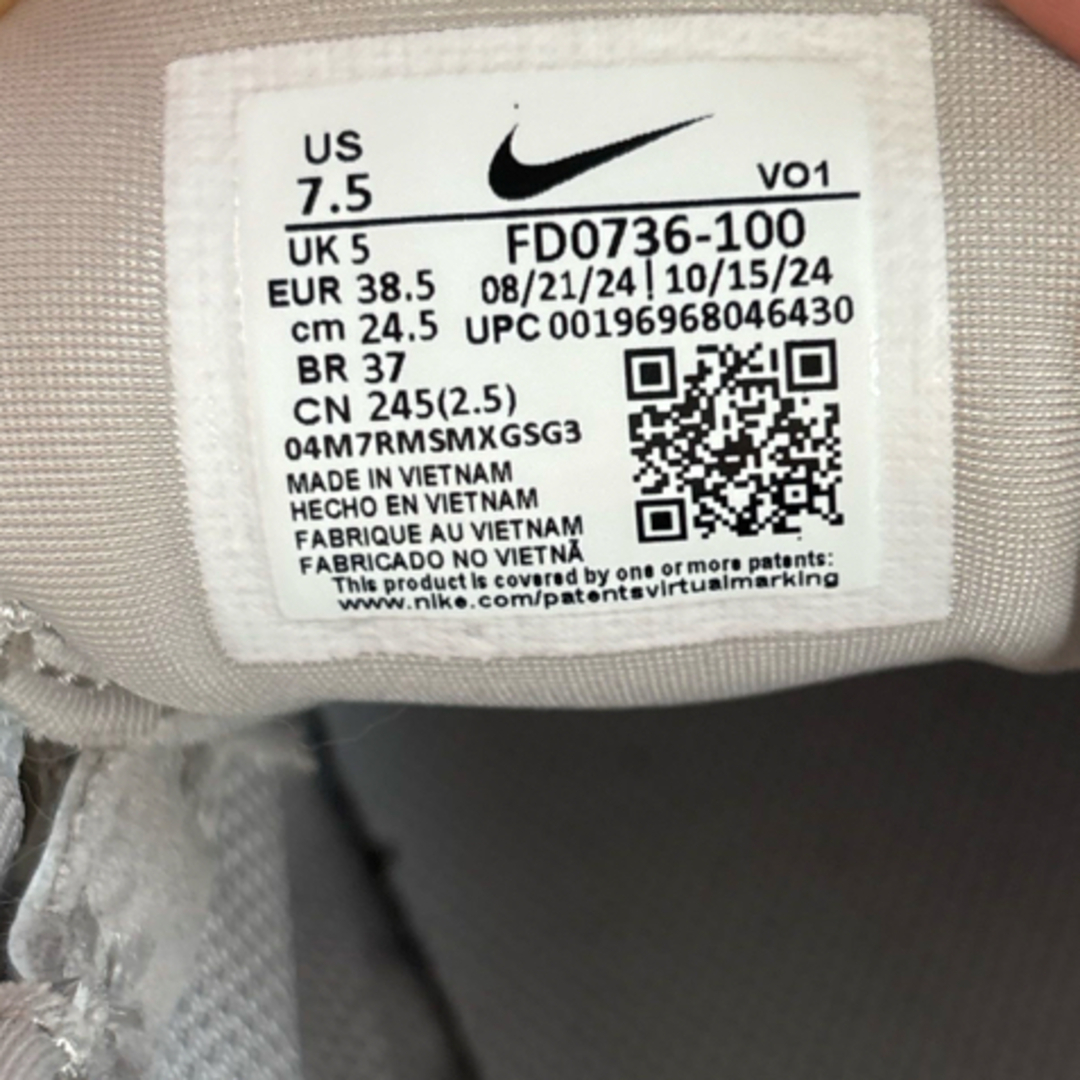 US
7.5
VO1
UK 5
FD0736-100
EUR 38.5
08/21/24 | 10/15/24
cm 24.5
UPC 00196968046430
BR 37
CN 245(2.5)
04M7RMSMXGSG3
MADE IN VIETNAM
HECHO EN VIETNAM
FABRIQUE AU VIETNAM
FABRICADO NO VIETNÃ
This product is covered by one or more patents:
www.nike.com/patentsvirtualmarking